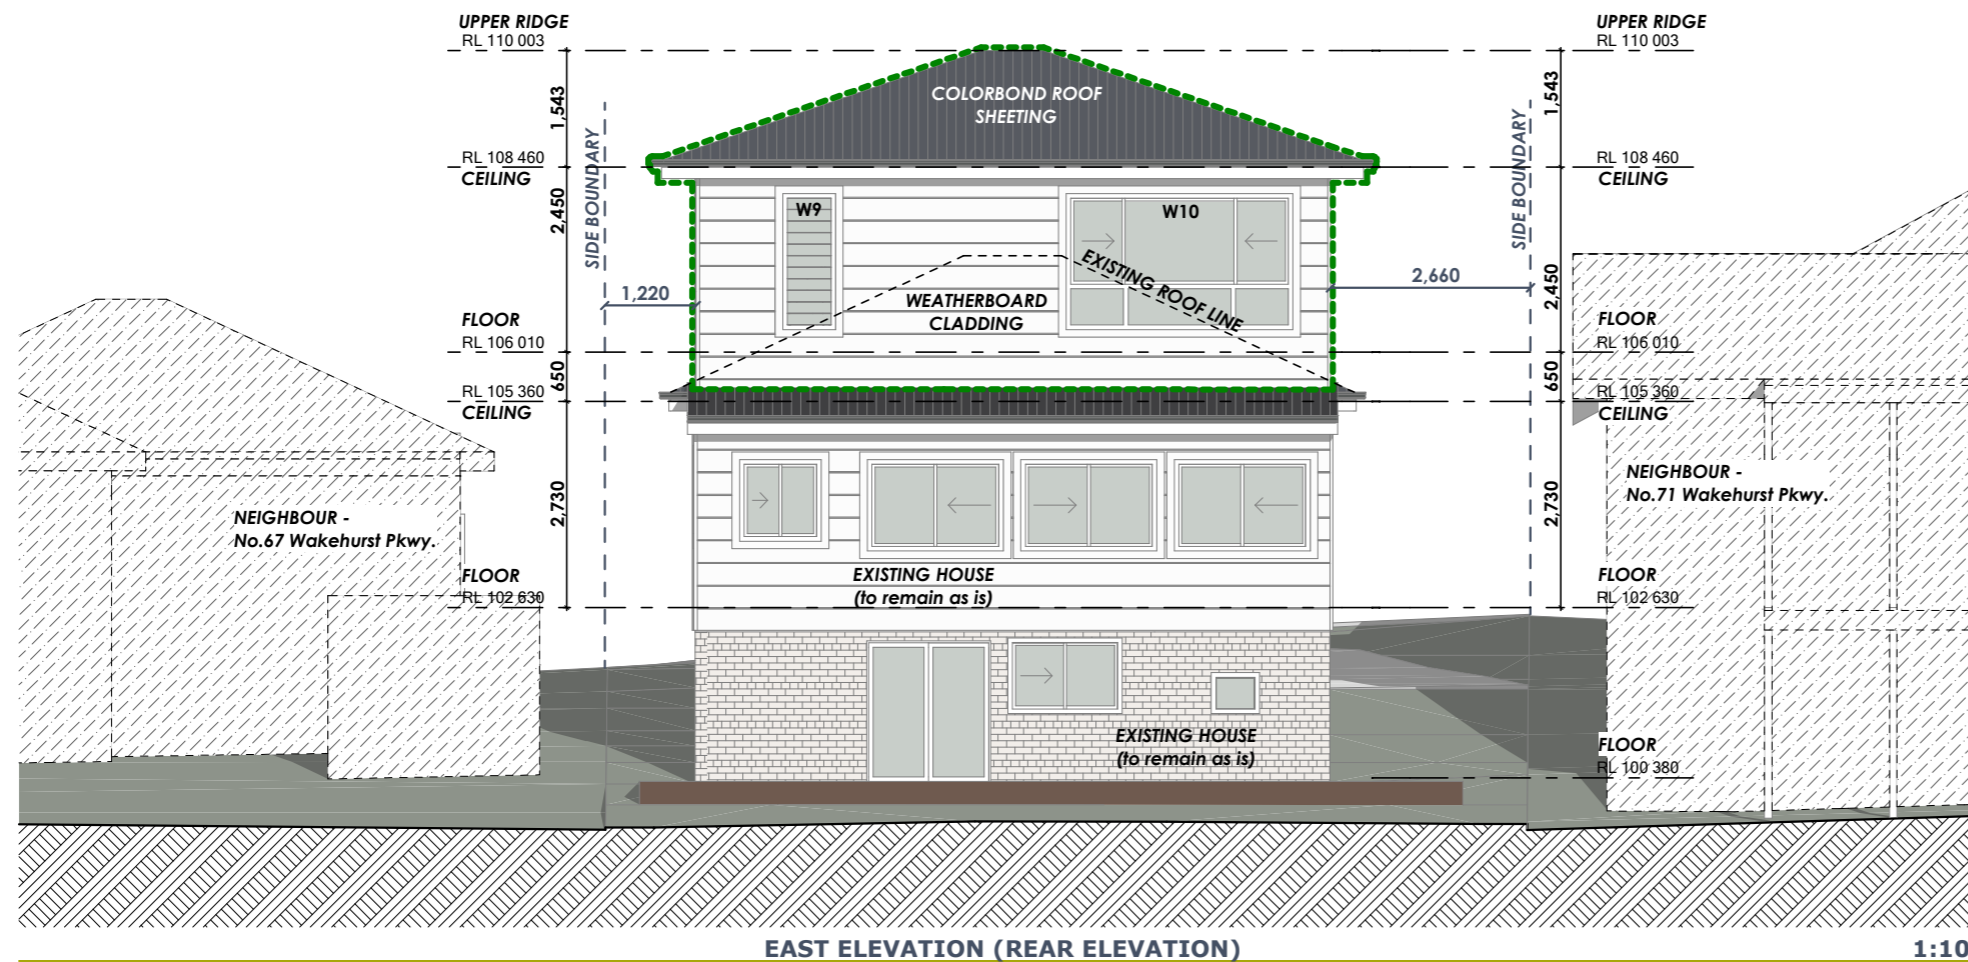 UPPER RIDGE
RL 110 003
UPPER RIDGE
RL 110 003
1,543
1,543
COLORBOND ROOF
SHEETING
RL 108 460
CEILING
RL 108 460
CEILING
SIDE BOUNDARY
SIDE BOUNDARY
2,450
2,450
W9
W10
EXISTING ROOF LINE
1,220
2,660
WEATHERBOARD
CLADDING
FLOOR
RL 106 010
FLOOR
RL 106 010
650
650
RL 105 360
CEILING
RL 105 360
CEILING
2,730
2,730
NEIGHBOUR -
No.67 Wakehurst Pkwy.
NEIGHBOUR -
No.71 Wakehurst Pkwy.
FLOOR
RL 102 630
EXISTING HOUSE
(to remain as is)
FLOOR
RL 102 630
EXISTING HOUSE
(to remain as is)
FLOOR
RL 100 380
EAST ELEVATION (REAR ELEVATION)
1:10